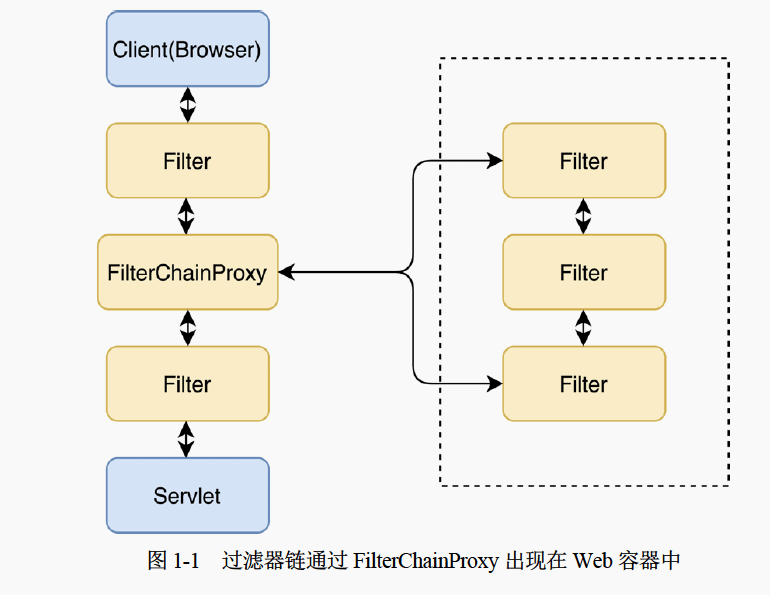 Client(Browser)
Filter
FilterChainProxy
Filter
Servlet
Filter
Filter
Filter
图 1-1 过滤器链通过 FilterChainProxy 出现在 Web 容器中